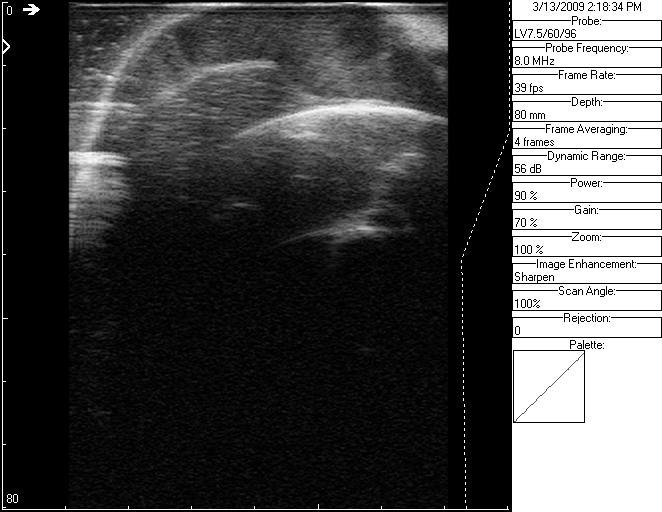 0
80
3/13/2009 2:18:34 PM
Probe:
LV7.5/60/96
Probe Frequency:
8.0 MHz
Frame Rate:
39 fps
Depth:
80 mm
Frame Averaging:
4 frames
Dynamic Range:
56 dB
Power:
90 %
Gain:
70 %
Zoom:
100 %
Image Enhancement:
Sharpen
Scan Angle:
100%
Rejection:
0
Palette: